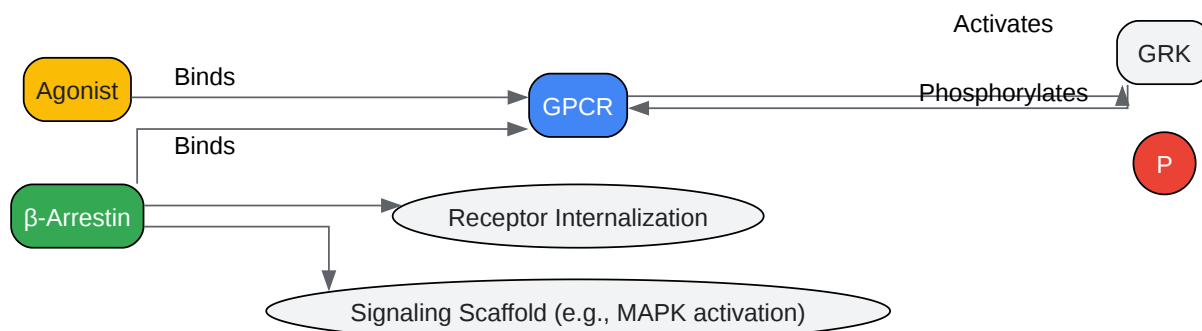 Activates
GRK
Agonist
Binds
GPCR
Phosphorylates
Binds
P
β-Arrestin
Receptor Internalization
Signaling Scaffold (e.g., MAPK activation)